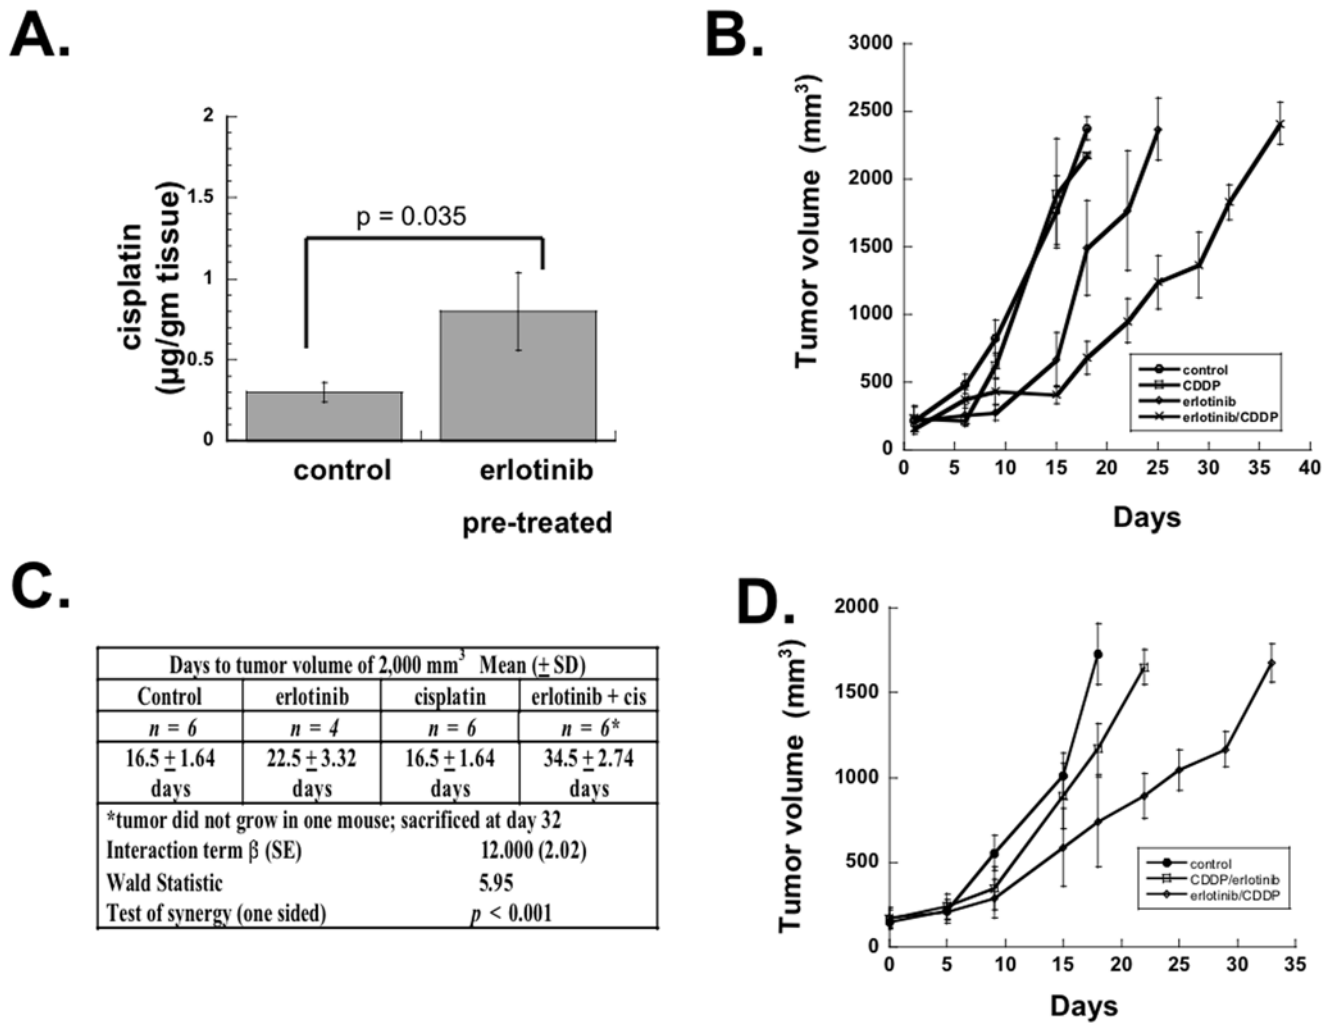 A.
2
1.5
1
0.5
0
cisplatin
(µg/gm tissue)
p = 0.035
control
erlotinib
pre-treated
B.
3000
2500
2000
1500
1000
500
0
Tumor volume (mm3)
control
CDDP
erlotinib
erlotinib/CDDP
0 5 10 15 20 25 30 35 40
Days
C.
Days to tumor volume of 2,000 mm3 Mean (± SD)
Control erlotinib cisplatin erlotinib + cis
n = 6 n = 4 n = 6 n = 6*
16.5 ± 1.64 22.5 ± 3.32 16.5 ± 1.64 34.5 ± 2.74
days days days days
*tumor did not grow in one mouse; sacrificed at day 32
Interaction term β (SE) 12.000 (2.02)
Wald Statistic 5.95
Test of synergy (one sided) p < 0.001
D.
2000
1500
1000
500
0
Tumor volume (mm3)
control
CDDP/erlotinib
erlotinib/CDDP
0 5 10 15 20 25 30 35
Days